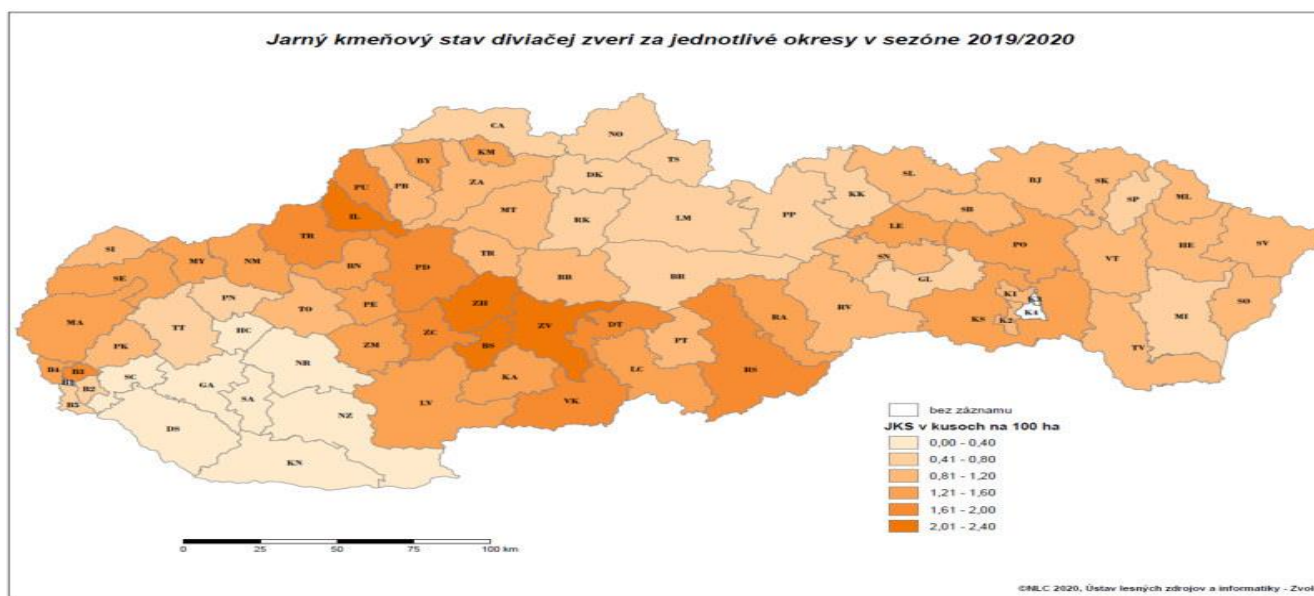 Jarný kmeňový stav diviačej zveri za jednotlivé okresy v sezóne 2019/2020
CA
NO
KM
BY
TS
PU
PB
ZA
DK
KK
SL
BJ
SK
SP
ML
IL
MT
RK
LM
PP
SB
TR
LE
PO
HE
SV
SI
MY
NM
BN
PD
TR
BB
BR
SN
GL
VT
SE
PN
TO
PE
ZH
RV
K1
K3
K4
SO
MA
TT
HC
ZC
ZV
DT
RA
KS
K2
MI
PK
NR
ZM
BS
PT
TV
B4
B3
B1
B2
SC
GA
SA
KA
LC
RS
B5
LV
VK
DS
NZ
KN
bez záznamu
JKS v kusoch na 100 ha
0,00 - 0,40
0,41 - 0,80
0,81 - 1,20
1,21 - 1,60
1,61 - 2,00
2,01 - 2,40
0 25 50 75 100 km
©NLC 2020, Ústav lesných zdrojov a informatiky - Zvol